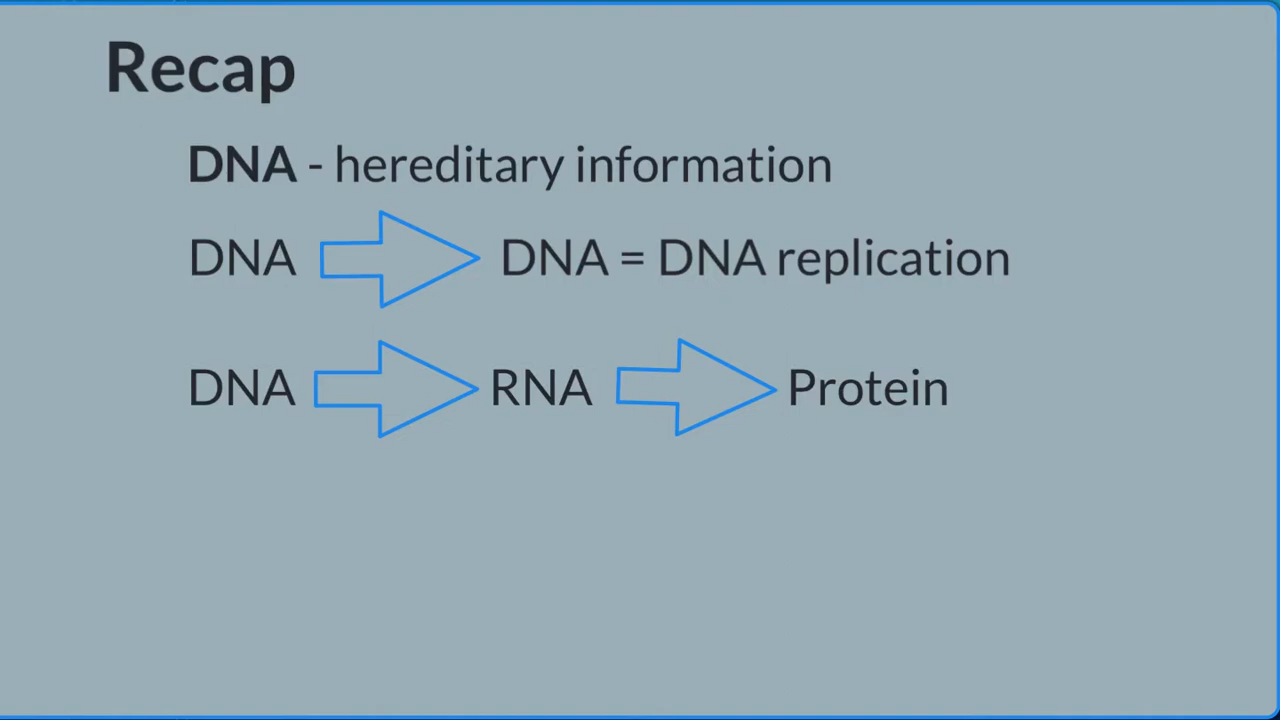 Recap
DNA - hereditary information
DNA DNA = DNA replication
DNA RNA Protein